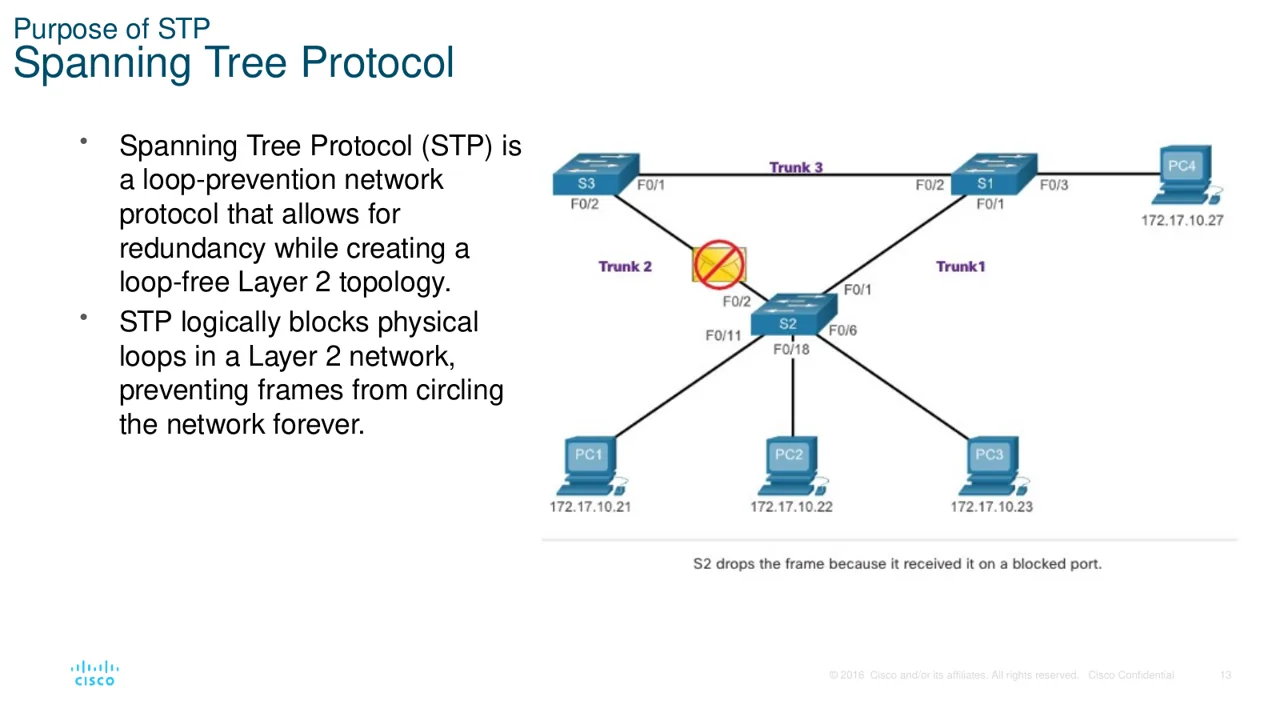 Purpose of STP
Spanning Tree Protocol
• Spanning Tree Protocol (STP) is
a loop-prevention network
protocol that allows for
redundancy while creating a
loop-free Layer 2 topology.
• STP logically blocks physical
loops in a Layer 2 network,
preventing frames from circling
the network forever.
Trunk 3
S3
F0/1
F0/2
F0/2
S1
F0/3
F0/1
PC4
172.17.10.27
Trunk 2
Trunk1
F0/2
F0/1
S2
F0/11
F0/6
F0/18
PC1
172.17.10.21
PC2
172.17.10.22
PC3
172.17.10.23
S2 drops the frame because it received it on a blocked port.
CISCO
© 2016 Cisco and/or its affiliates. All rights reserved. Cisco Confidential
13